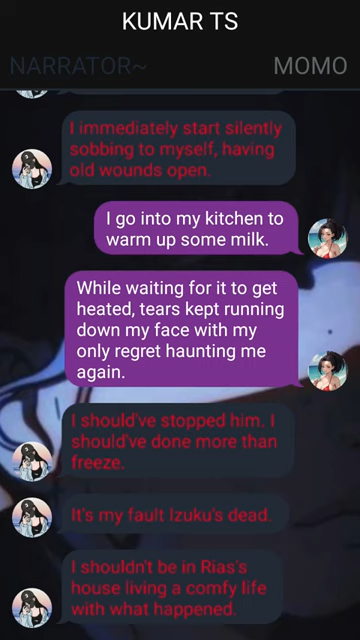 KUMAR TS
NARRATOR~
MOMO
I immediately start silently
sobbing to myself, having
old wounds open.
I go into my kitchen to
warm up some milk.
While waiting for it to get
heated, tears kept running
down my face with my
only regret haunting me
again.
I should've stopped him. I
should've done more than
freeze.
It's my fault Izuku's dead.
I shouldn't be in Rias's
house living a comfy life
with what happened.